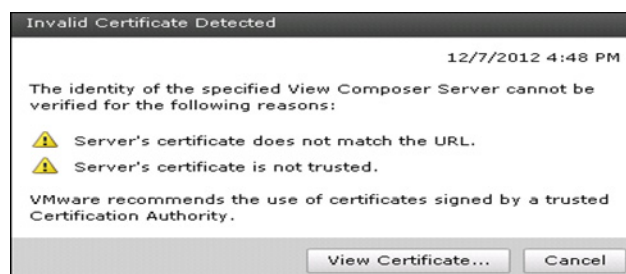 Invalid Certificate Detected
12/7/2012 4:48 PM
The identity of the specified View Composer Server cannot be
verified for the following reasons:
Server's certificate does not match the URL.
Server's certificate is not trusted.
VMware recommends the use of certificates signed by a trusted
Certification Authority.
View Certificate...
Cancel